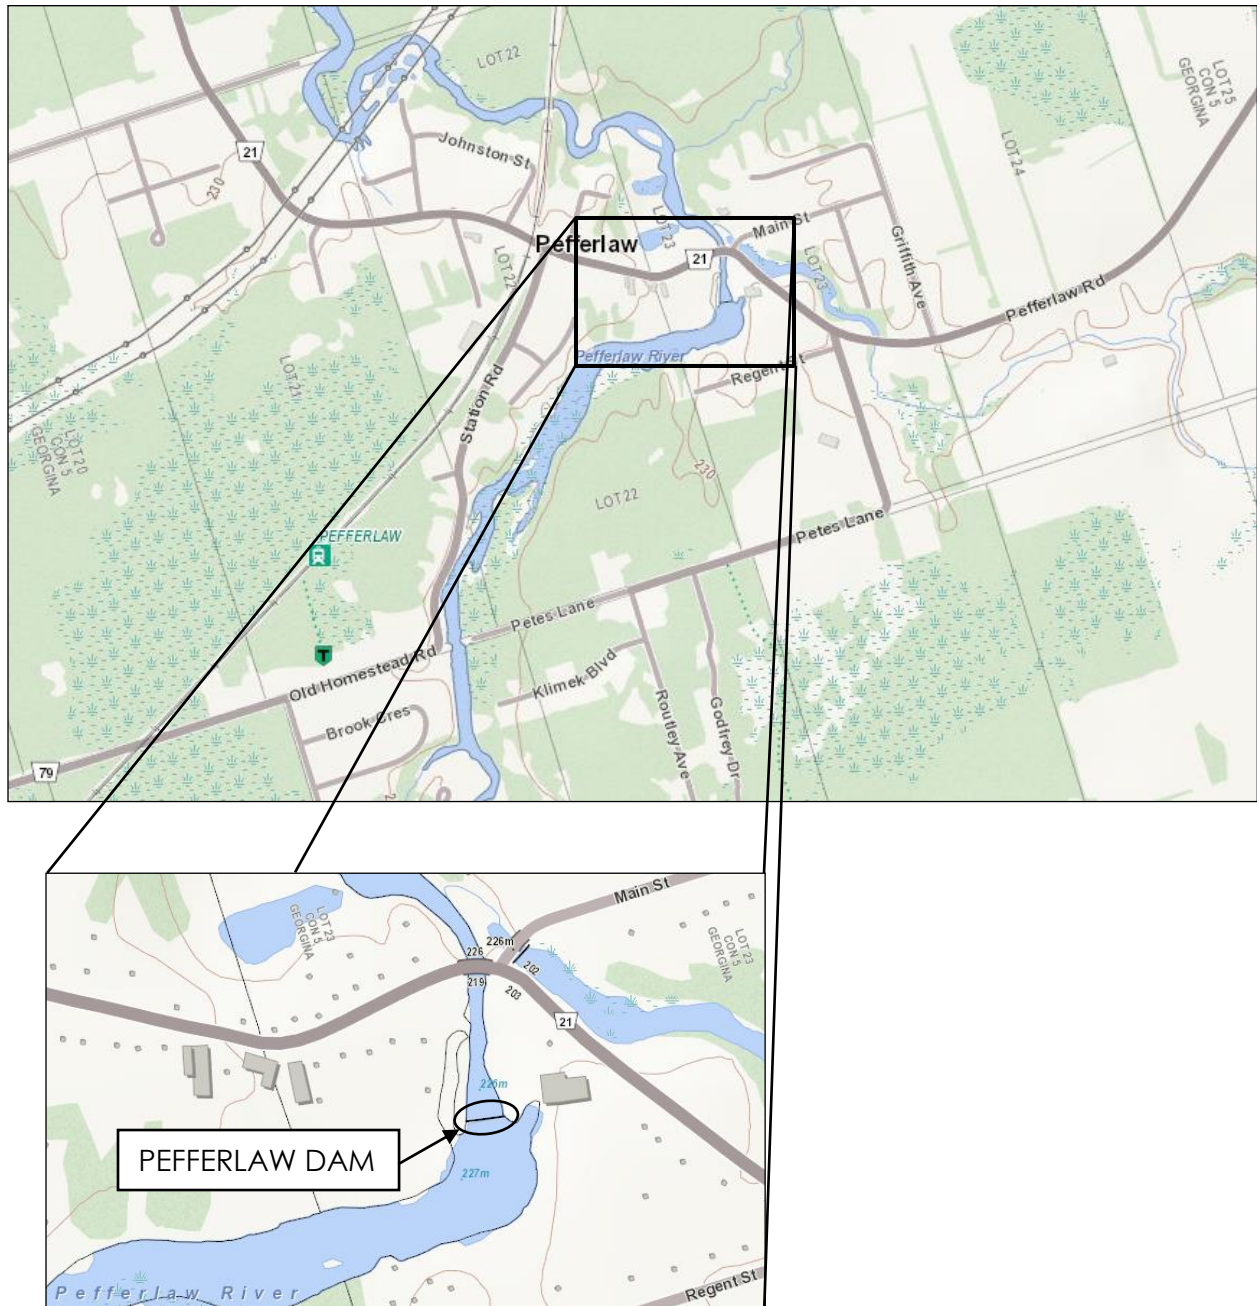 LOT 22
LOT 25
CON 5
GEORGINA
21
Johnston St
LOT 24
230
LOT 23
Main St
Pefferlaw
21
Griffith Ave
LOT 22
LOT 23
Pefferlaw Rd
Pefferlaw River
Regent St
LOT 21
Station Rd
LOT 20
CON 5
GEORGINA
230
LOT 22
PEFFERLAW
Petes Lane
Petes Lane
T
Old Homestead Rd
Klimek Blvd
Brook Cres
Routley Ave
Godfrey Dr
79
2
Main St
LOT 23
CON 5
GEORGINA
226m
226
LOT 23
CON 5
GEORGINA
202
219
203
21
225m
PEFFERLAW DAM
227m
Pefferlaw River
Regent St